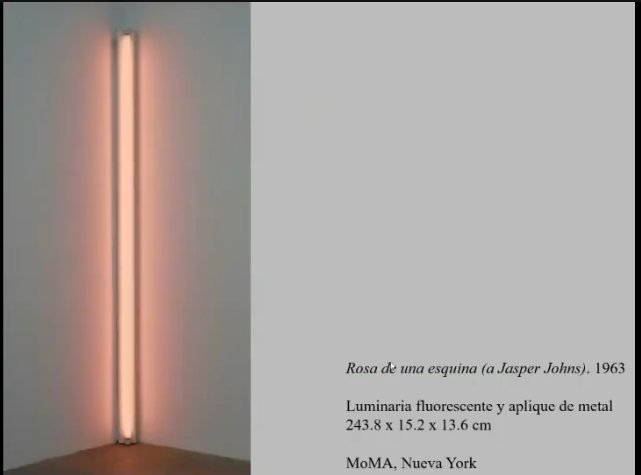 Rosa de una esquina (a Jasper Johns). 1963
Luminaria fluorescente y aplique de metal
243.8 x 15.2 x 13.6 cm
MoMA, Nueva York